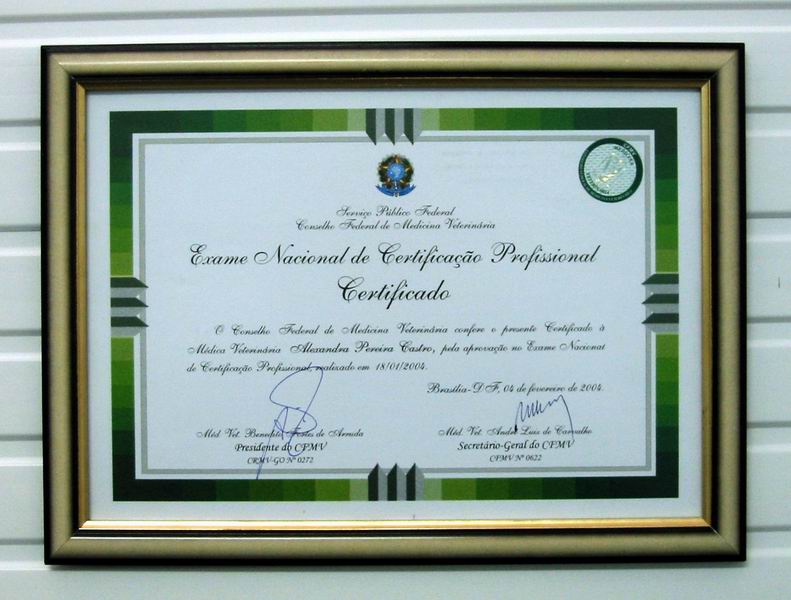 Serviço Público Federal
Conselho Federal de Medicina Veterinária
Exame Nacional de Certificação Profissional
Certificado
O Conselho Federal de Medicina Veterinária confere o presente Certificado à
Médica Veterinária Alexandra Pereira Castro, pela aprovação no Exame Nacional
de Certificação Profissional, realizado em 18/01/2004.
Brasília-DF, 04 de fevereiro de 2004.
Méd. Vet. Benedito Fortes de Arruda
Presidente do CFMV
CRMV-GO Nº 0272
Méd. Vet. André Luiz de Carvalho
Secretário-Geral do CFMV
CFMV Nº 0622